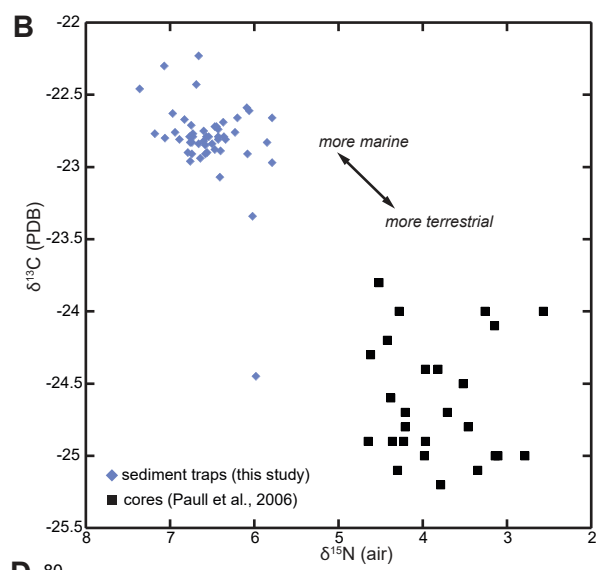 B
-22
-22.5
-23
-23.5
-24
-24.5
-25
-25.5
δ13C (PDB)
more marine
more terrestrial
sediment traps (this study)
cores (Paull et al., 2006)
8 7 6 5 4 3 2
δ15N (air)
D 80